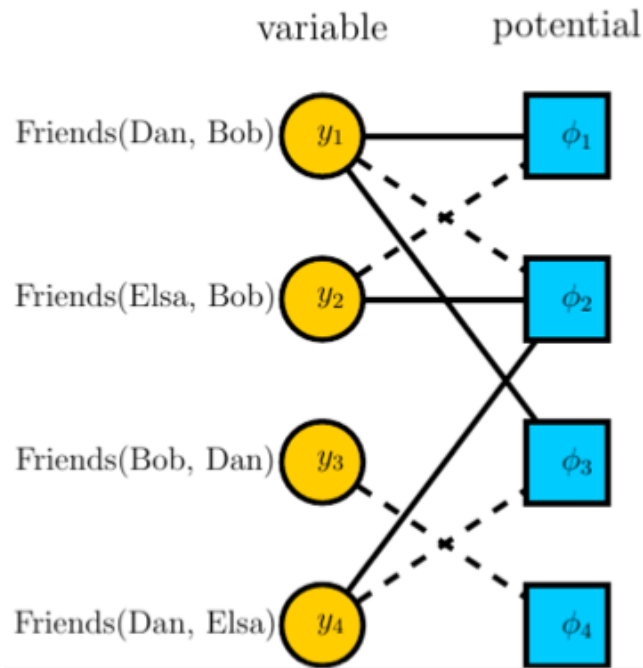 variable potential
Friends(Dan, Bob) y₁ ϕ₁
Friends(Elsa, Bob) y₂ ϕ₂
Friends(Bob, Dan) y₃ ϕ₃
Friends(Dan, Elsa) y₄ ϕ₄